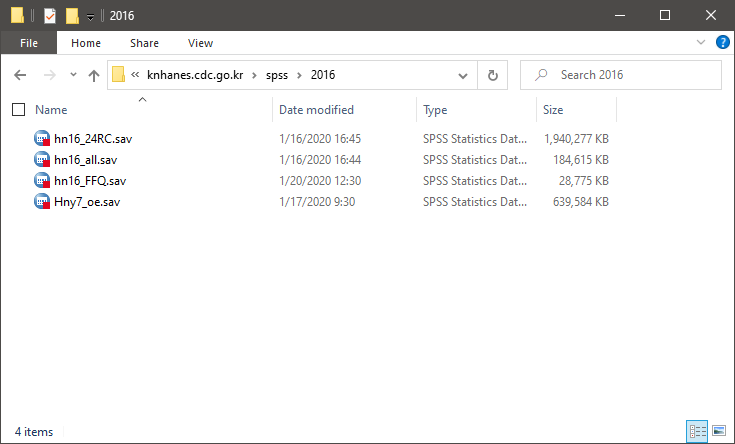 2016
File Home Share View
« knhanes.cdc.go.kr › spss › 2016 Search 2016
Name Date modified Type Size
hn16_24RC.sav 1/16/2020 16:45 SPSS Statistics Dat... 1,940,277 KB
hn16_all.sav 1/16/2020 16:44 SPSS Statistics Dat... 184,615 KB
hn16_FFQ.sav 1/20/2020 12:30 SPSS Statistics Dat... 28,775 KB
Hny7_oe.sav 1/17/2020 9:30 SPSS Statistics Dat... 639,584 KB
4 items